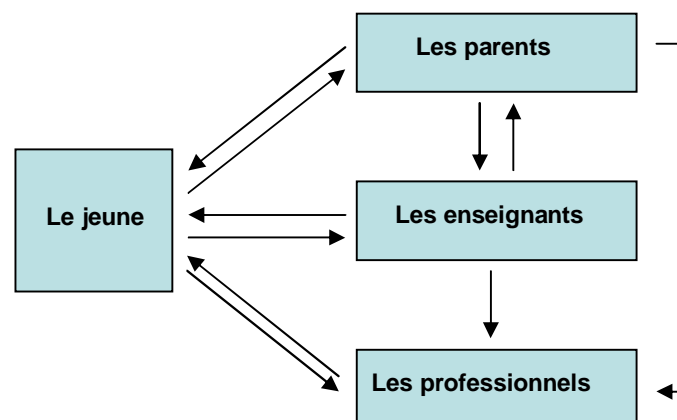 Les parents
Le jeune
Les enseignants
Les professionnels